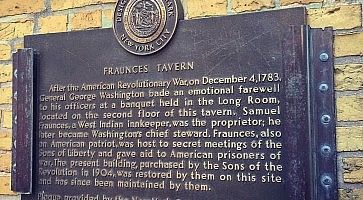 DESIG
ARK
NEW YORK CITY
FRAUNCES TAVERN
After the American Revolutionary War, on December 4, 1783,
General George Washington bade an emotional farewell
to his officers at a banquet held in the Long Room,
located on the second floor of this tavern. Samuel
Fraunces, a West Indian innkeeper, was the proprietor; he
later became Washington's chief steward. Fraunces, also
an American patriot, was host to secret meetings of the
Sons of Liberty and gave aid to American prisoners of
war. The present building, purchased by the Sons of the
Revolution in 1904, was restored by them on this site
and has since been maintained by them.
Plaque provided by the New York